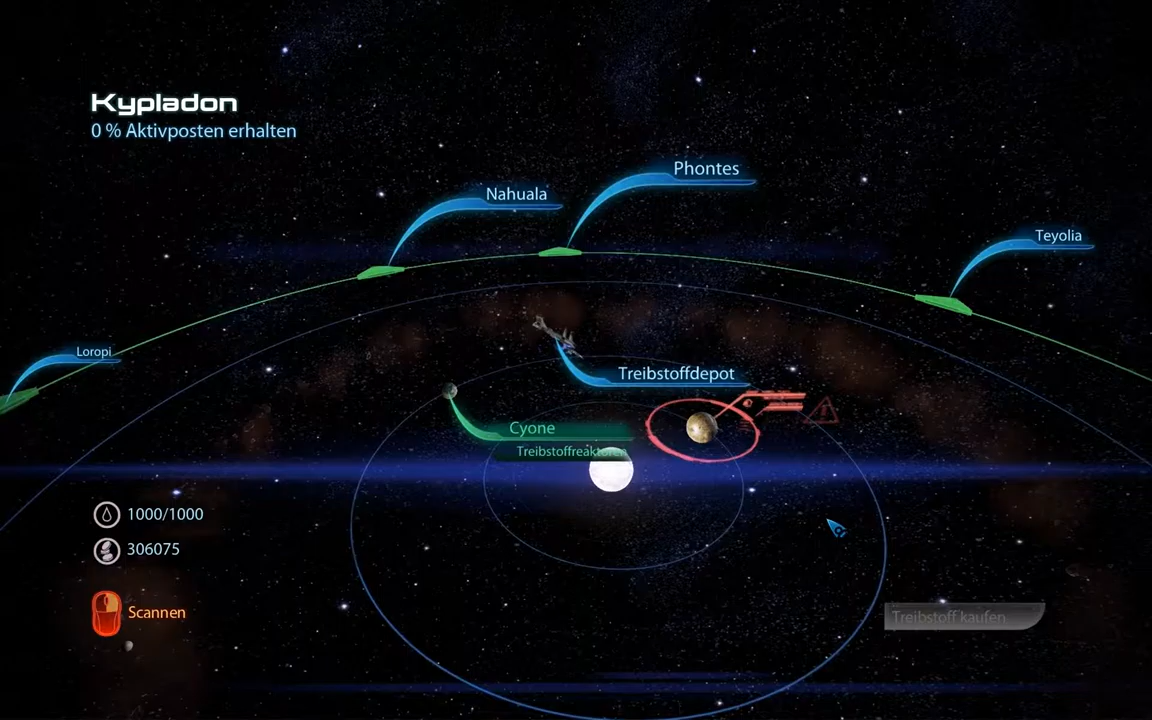 Kypladon
0 % Aktivposten erhalten
Phontes
Nahuala
Teyolia
Loropi
Treibstoffdepot
Cyone
Treibstoffreaktoren
1000/1000
306075
Scannen
Treibstoff kaufen